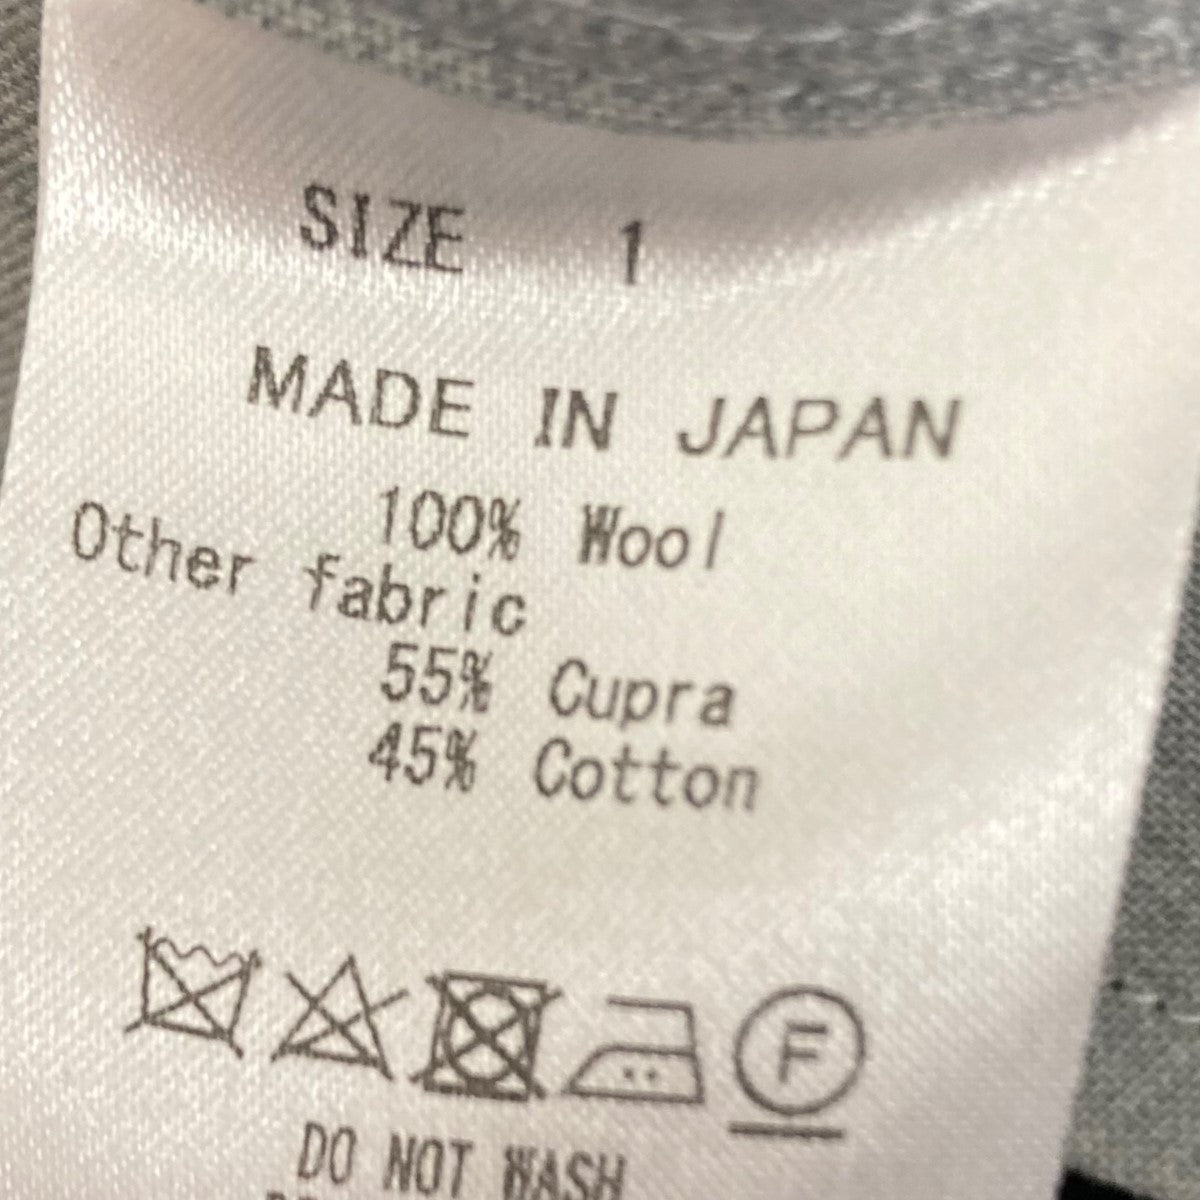 SIZE 1
MADE IN JAPAN
100% Wool
Other fabric
55% Cupra
45% Cotton
F
DO NOT WASH